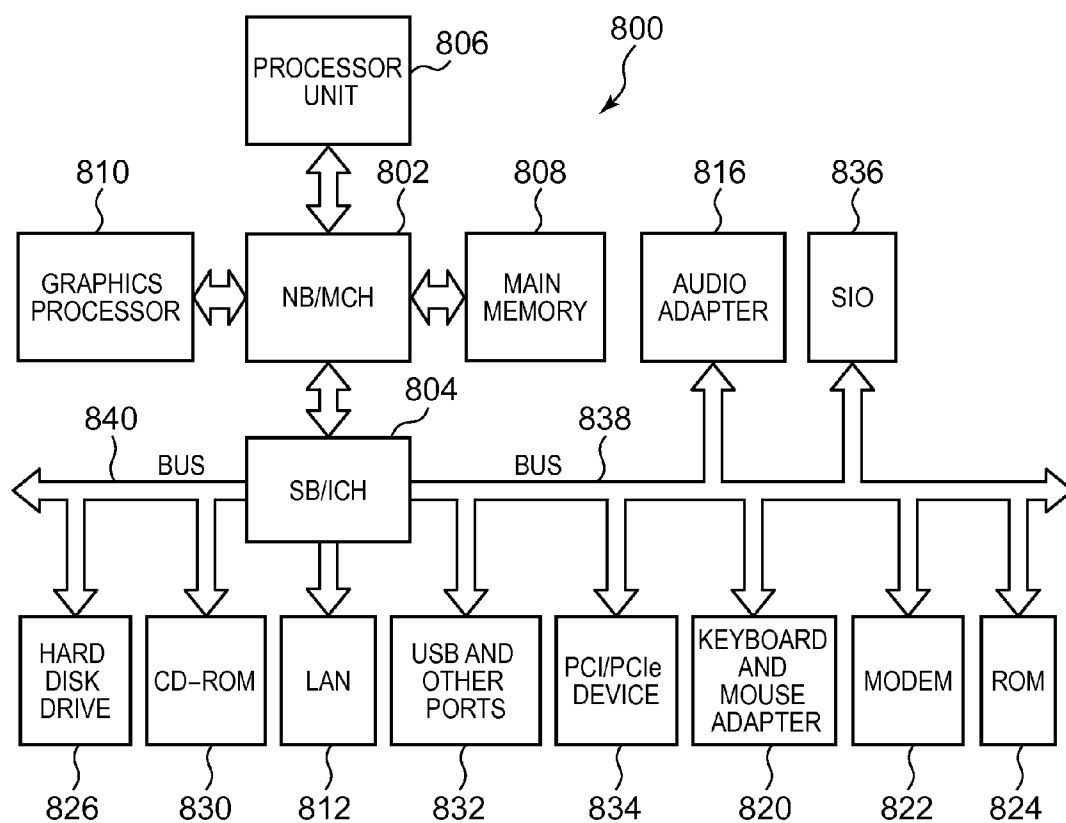 800
806
PROCESSOR
UNIT
810
802
808
816
836
GRAPHICS
PROCESSOR
NB/MCH
MAIN
MEMORY
AUDIO
ADAPTER
SIO
804
840
838
BUS
BUS
SB/ICH
HARD
DISK
DRIVE
CD-ROM
LAN
USB AND
OTHER
PORTS
PCI/PCIe
DEVICE
KEYBOARD
AND
MOUSE
ADAPTER
MODEM
ROM
826
830
812
832
834
820
822
824